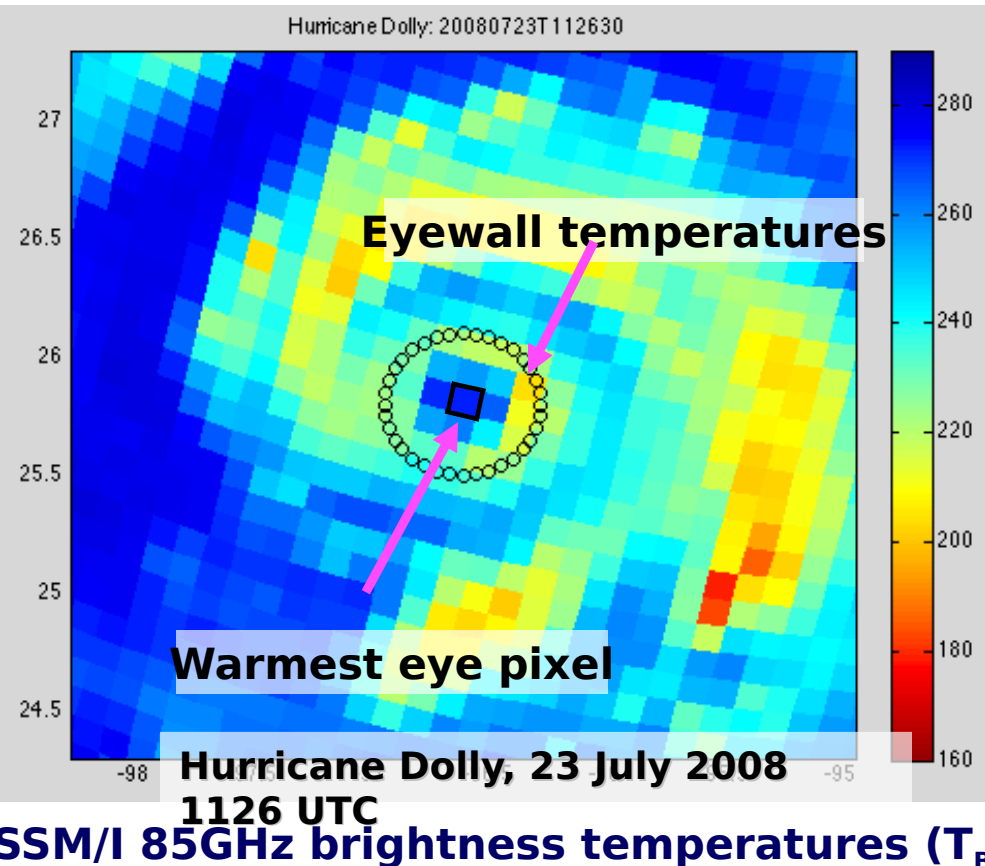 Hurricane Dolly: 20080723T112630
280
27
Eyewall temperatures
260
26.5
240
26
220
25.5
200
25
180
Warmest eye pixel
24.5
160
-98
-95
Hurricane Dolly, 23 July 2008
1126 UTC
SSM/I 85GHz brightness temperatures (T